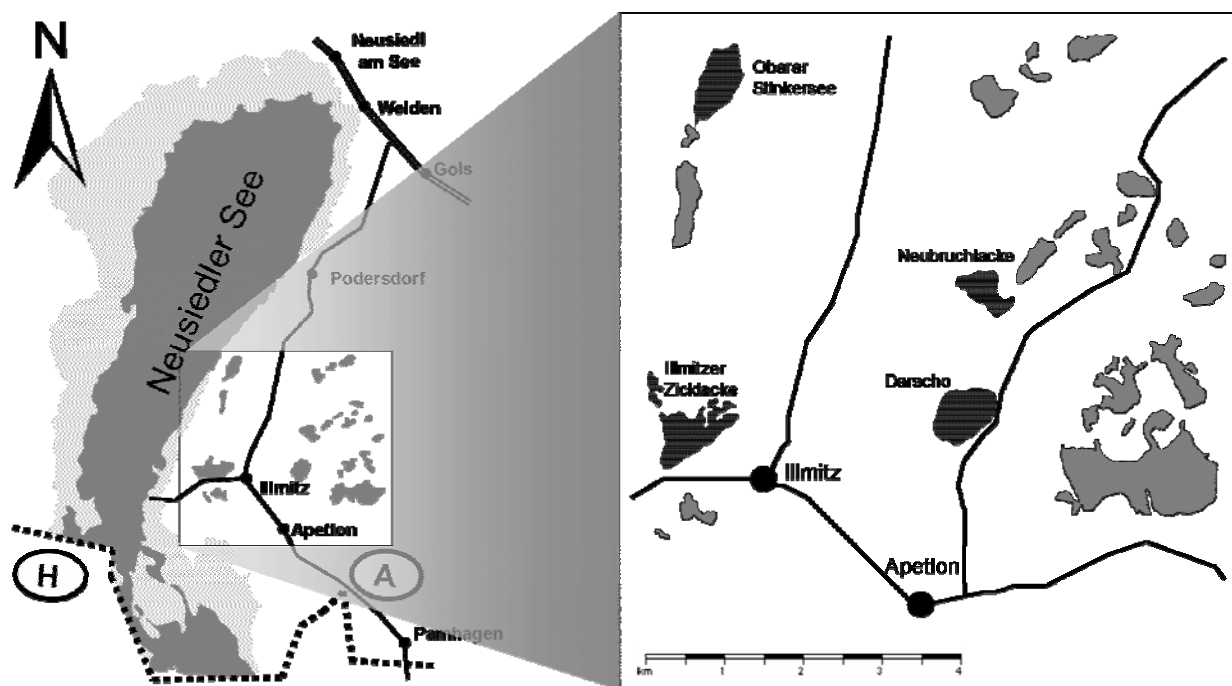 N
Neusiedl
am See
Weiden
Gols
Neusiedler See
Podersdorf
Illmitz
Apetlon
H
A
Pamhagen
Oberer
Stinkersee
Neubruchlacke
Illmitzer
Zicklacke
Darscho
Illmitz
Apetlon
km 1 2 3 4